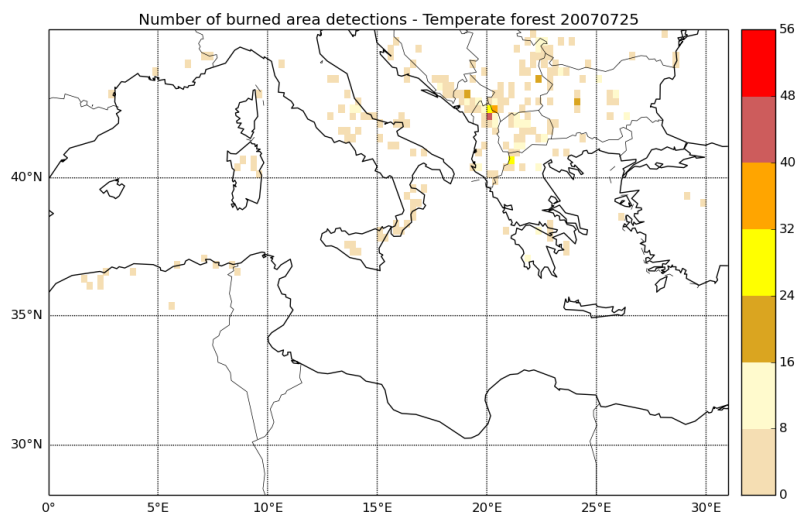 Number of burned area detections - Temperate forest 20070725
56
48
40
32
24
16
8
0
40°N
35°N
30°N
0°
5°E
10°E
15°E
20°E
25°E
30°E